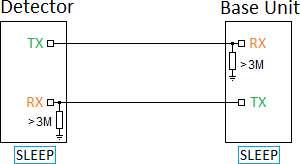 Detector Base Unit
TX RX
>3M
RX TX
>3M
SLEEP SLEEP